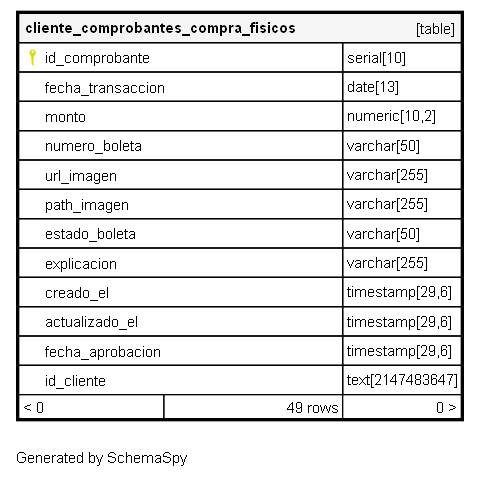 cliente_comprobantes_compra_fisicos [table]
id_comprobante serial[10]
fecha_transaccion date[13]
monto numeric[10,2]
numero_boleta varchar[50]
url_imagen varchar[255]
path_imagen varchar[255]
estado_boleta varchar[50]
explicacion varchar[255]
creado_el timestamp[29,6]
actualizado_el timestamp[29,6]
fecha_aprobacion timestamp[29,6]
id_cliente text[2147483647]
< 0 49 rows 0 >
Generated by SchemaSpy